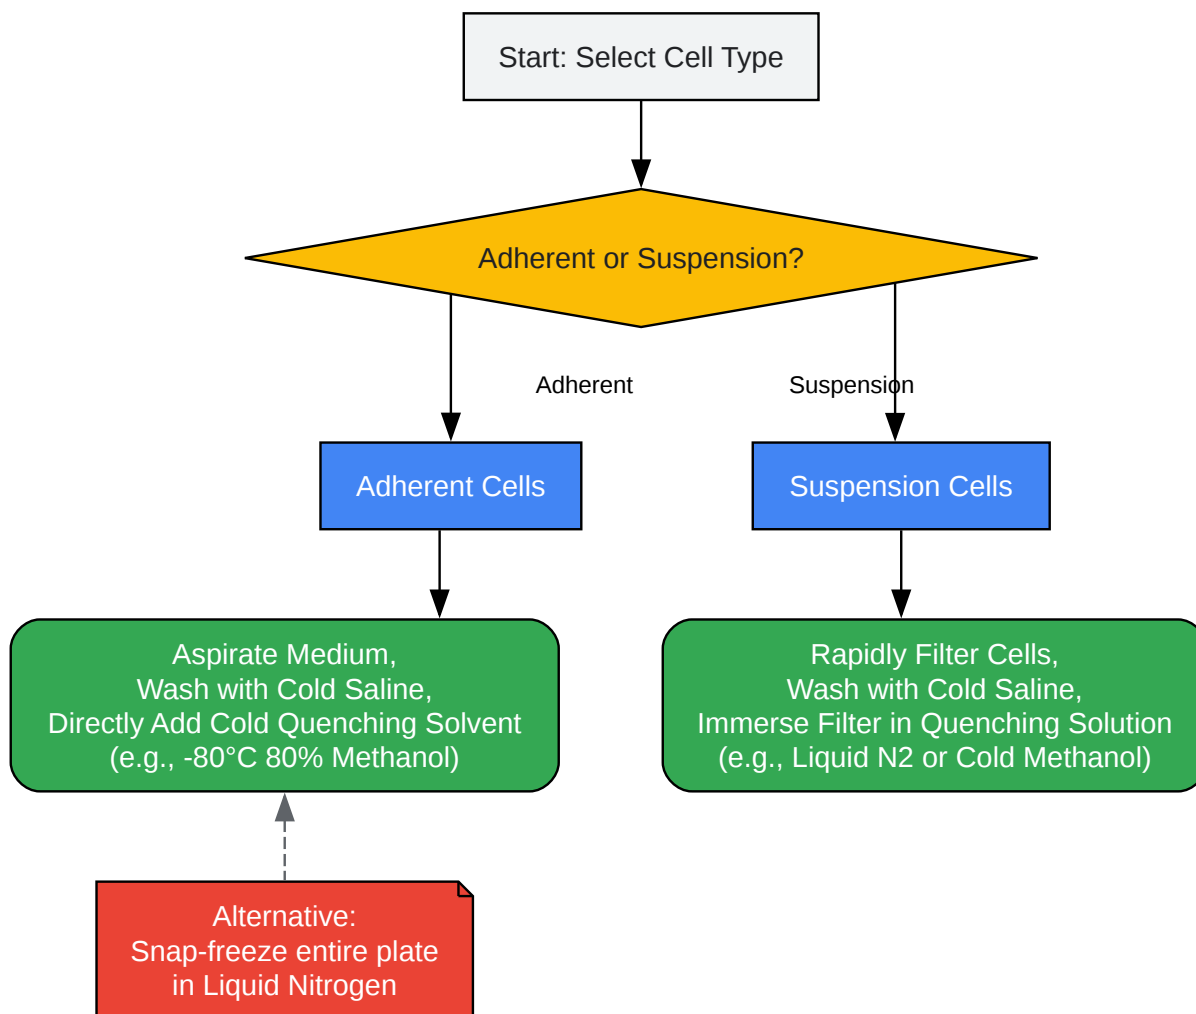 Start: Select Cell Type
Adherent or Suspension?
Adherent
Suspension
Adherent Cells
Suspension Cells
Aspirate Medium,
Wash with Cold Saline,
Directly Add Cold Quenching Solvent
(e.g., -80°C 80% Methanol)
Rapidly Filter Cells,
Wash with Cold Saline,
Immerse Filter in Quenching Solution
(e.g., Liquid N2 or Cold Methanol)
Alternative:
Snap-freeze entire plate
in Liquid Nitrogen